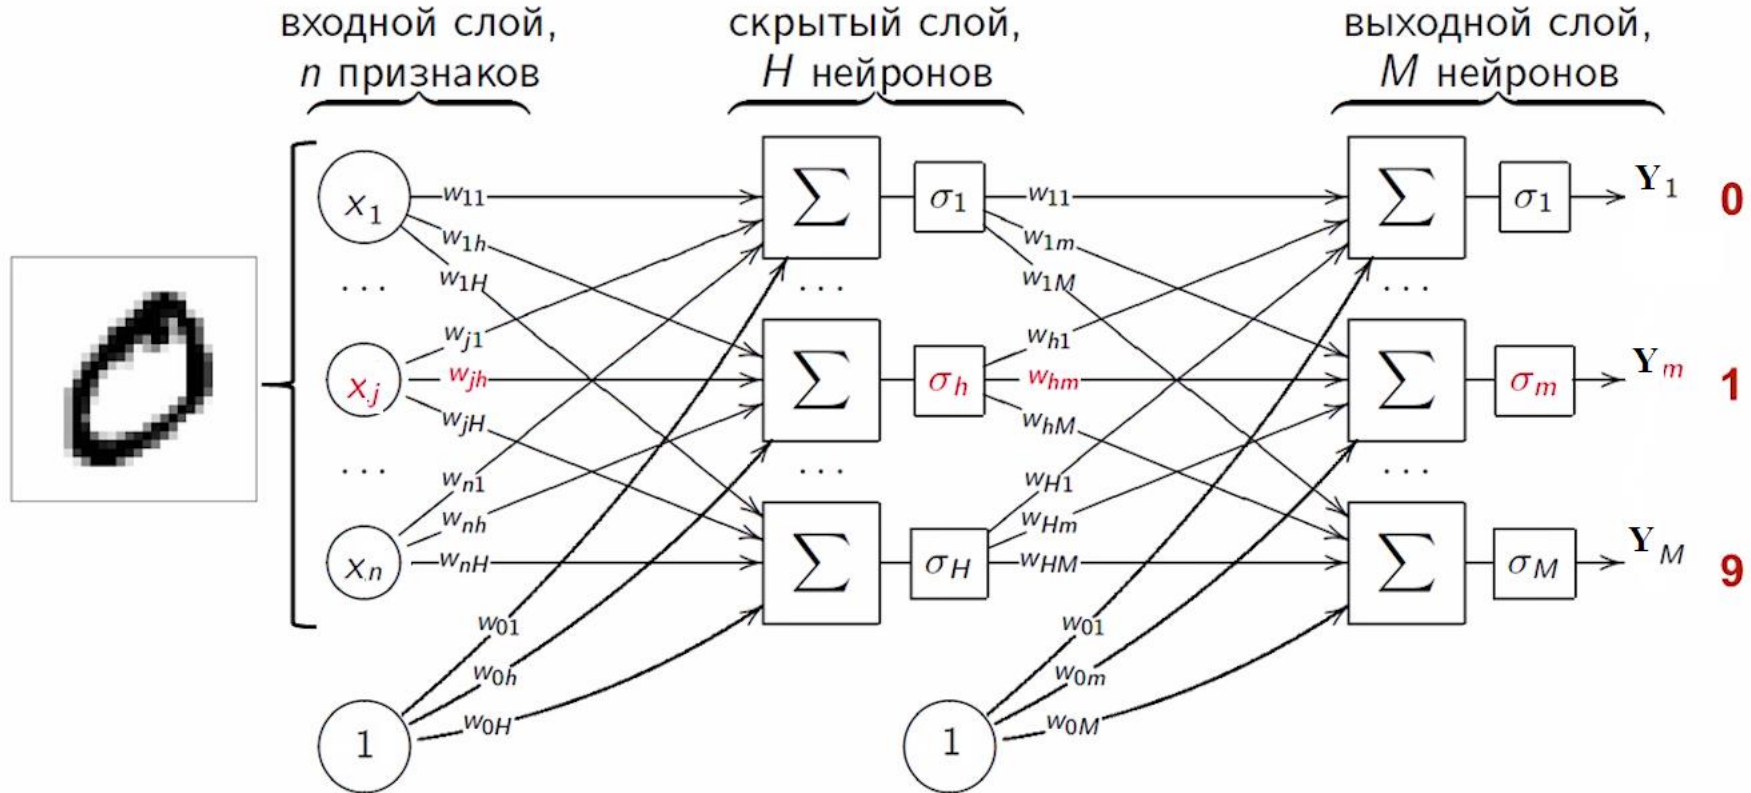 входной слой,
n признаков
скрытый слой,
H нейронов
выходной слой,
M нейронов
x₁
w₁₁
w₁ₕ
w₁H
∑
σ₁
w₁₁
w₁ₘ
w₁M
∑
σ₁
Y₁
0
. . .
. . .
. . .
xⱼ
wⱼ₁
wⱼₕ
wⱼH
∑
σₕ
wₕ₁
wₕₘ
wₕM
∑
σₘ
Yₘ
1
. . .
. . .
. . .
xₙ
wₙ₁
wₙₕ
wₙH
∑
σH
wH₁
wHm
wHM
∑
σM
YM
9
1
w₀₁
w₀ₕ
w₀H
1
w₀₁
w₀ₘ
w₀M